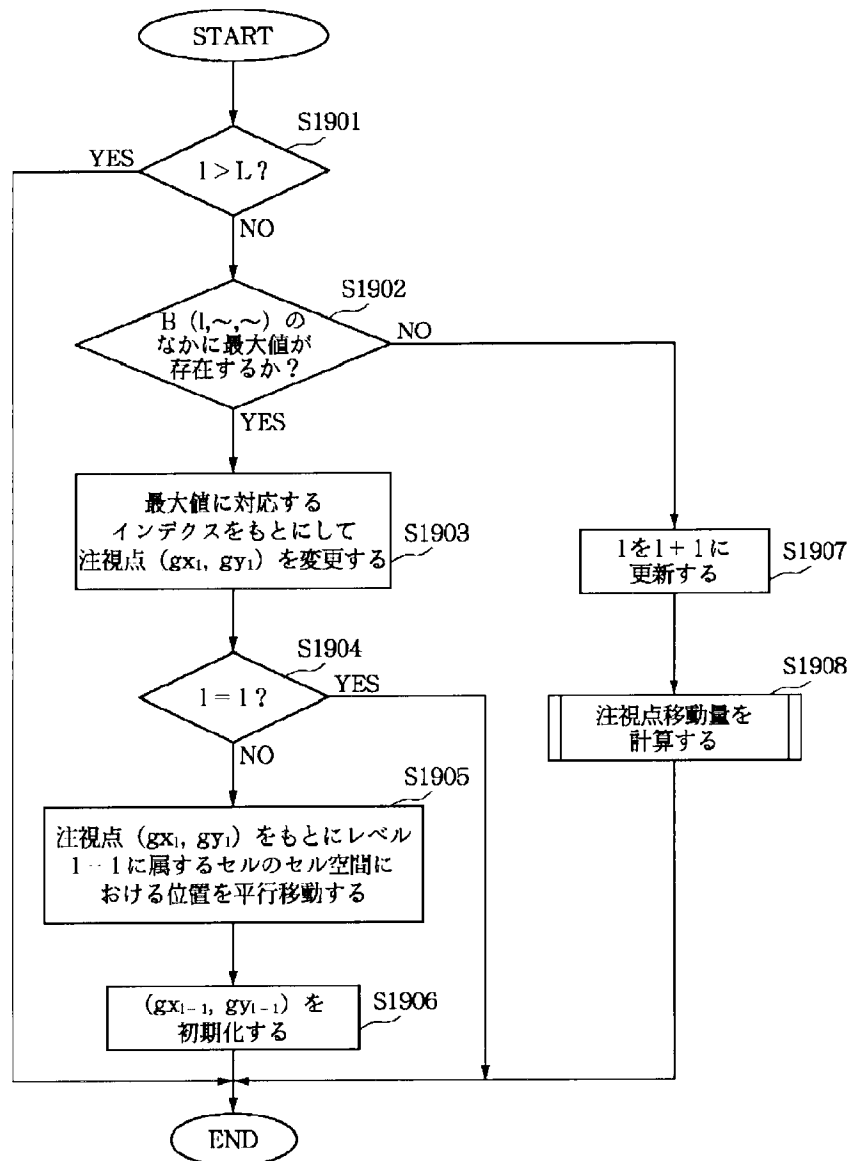 START
S1901
YES
l > L ?
NO
S1902
B (l,～,～) の
なかに最大値が
存在するか？
NO
YES
最大値に対応する
インデクスをもとにして
注視点 (gxl, gyl) を変更する
S1903
lをl + 1に
更新する
S1907
S1904
l = 1 ?
YES
NO
S1908
注視点移動量を
計算する
S1905
注視点 (gxl, gyl) をもとにレベル
l - 1に属するセルのセル空間に
おける位置を平行移動する
(gxl-1, gyl-1) を
初期化する
S1906
END